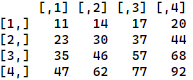 [,1] [,2] [,3] [,4]
[1,] 11 14 17 20
[2,] 23 30 37 44
[3,] 35 46 57 68
[4,] 47 62 77 92